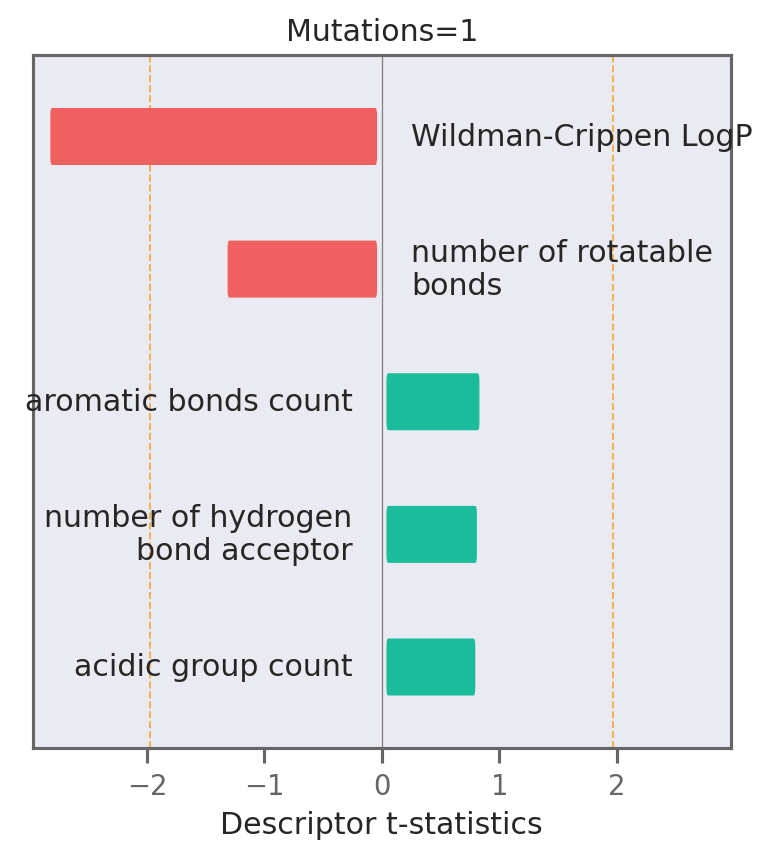 Mutations=1
Wildman-Crippen LogP
number of rotatable
bonds
aromatic bonds count
number of hydrogen
bond acceptor
acidic group count
−2 −1 0 1 2
Descriptor t-statistics